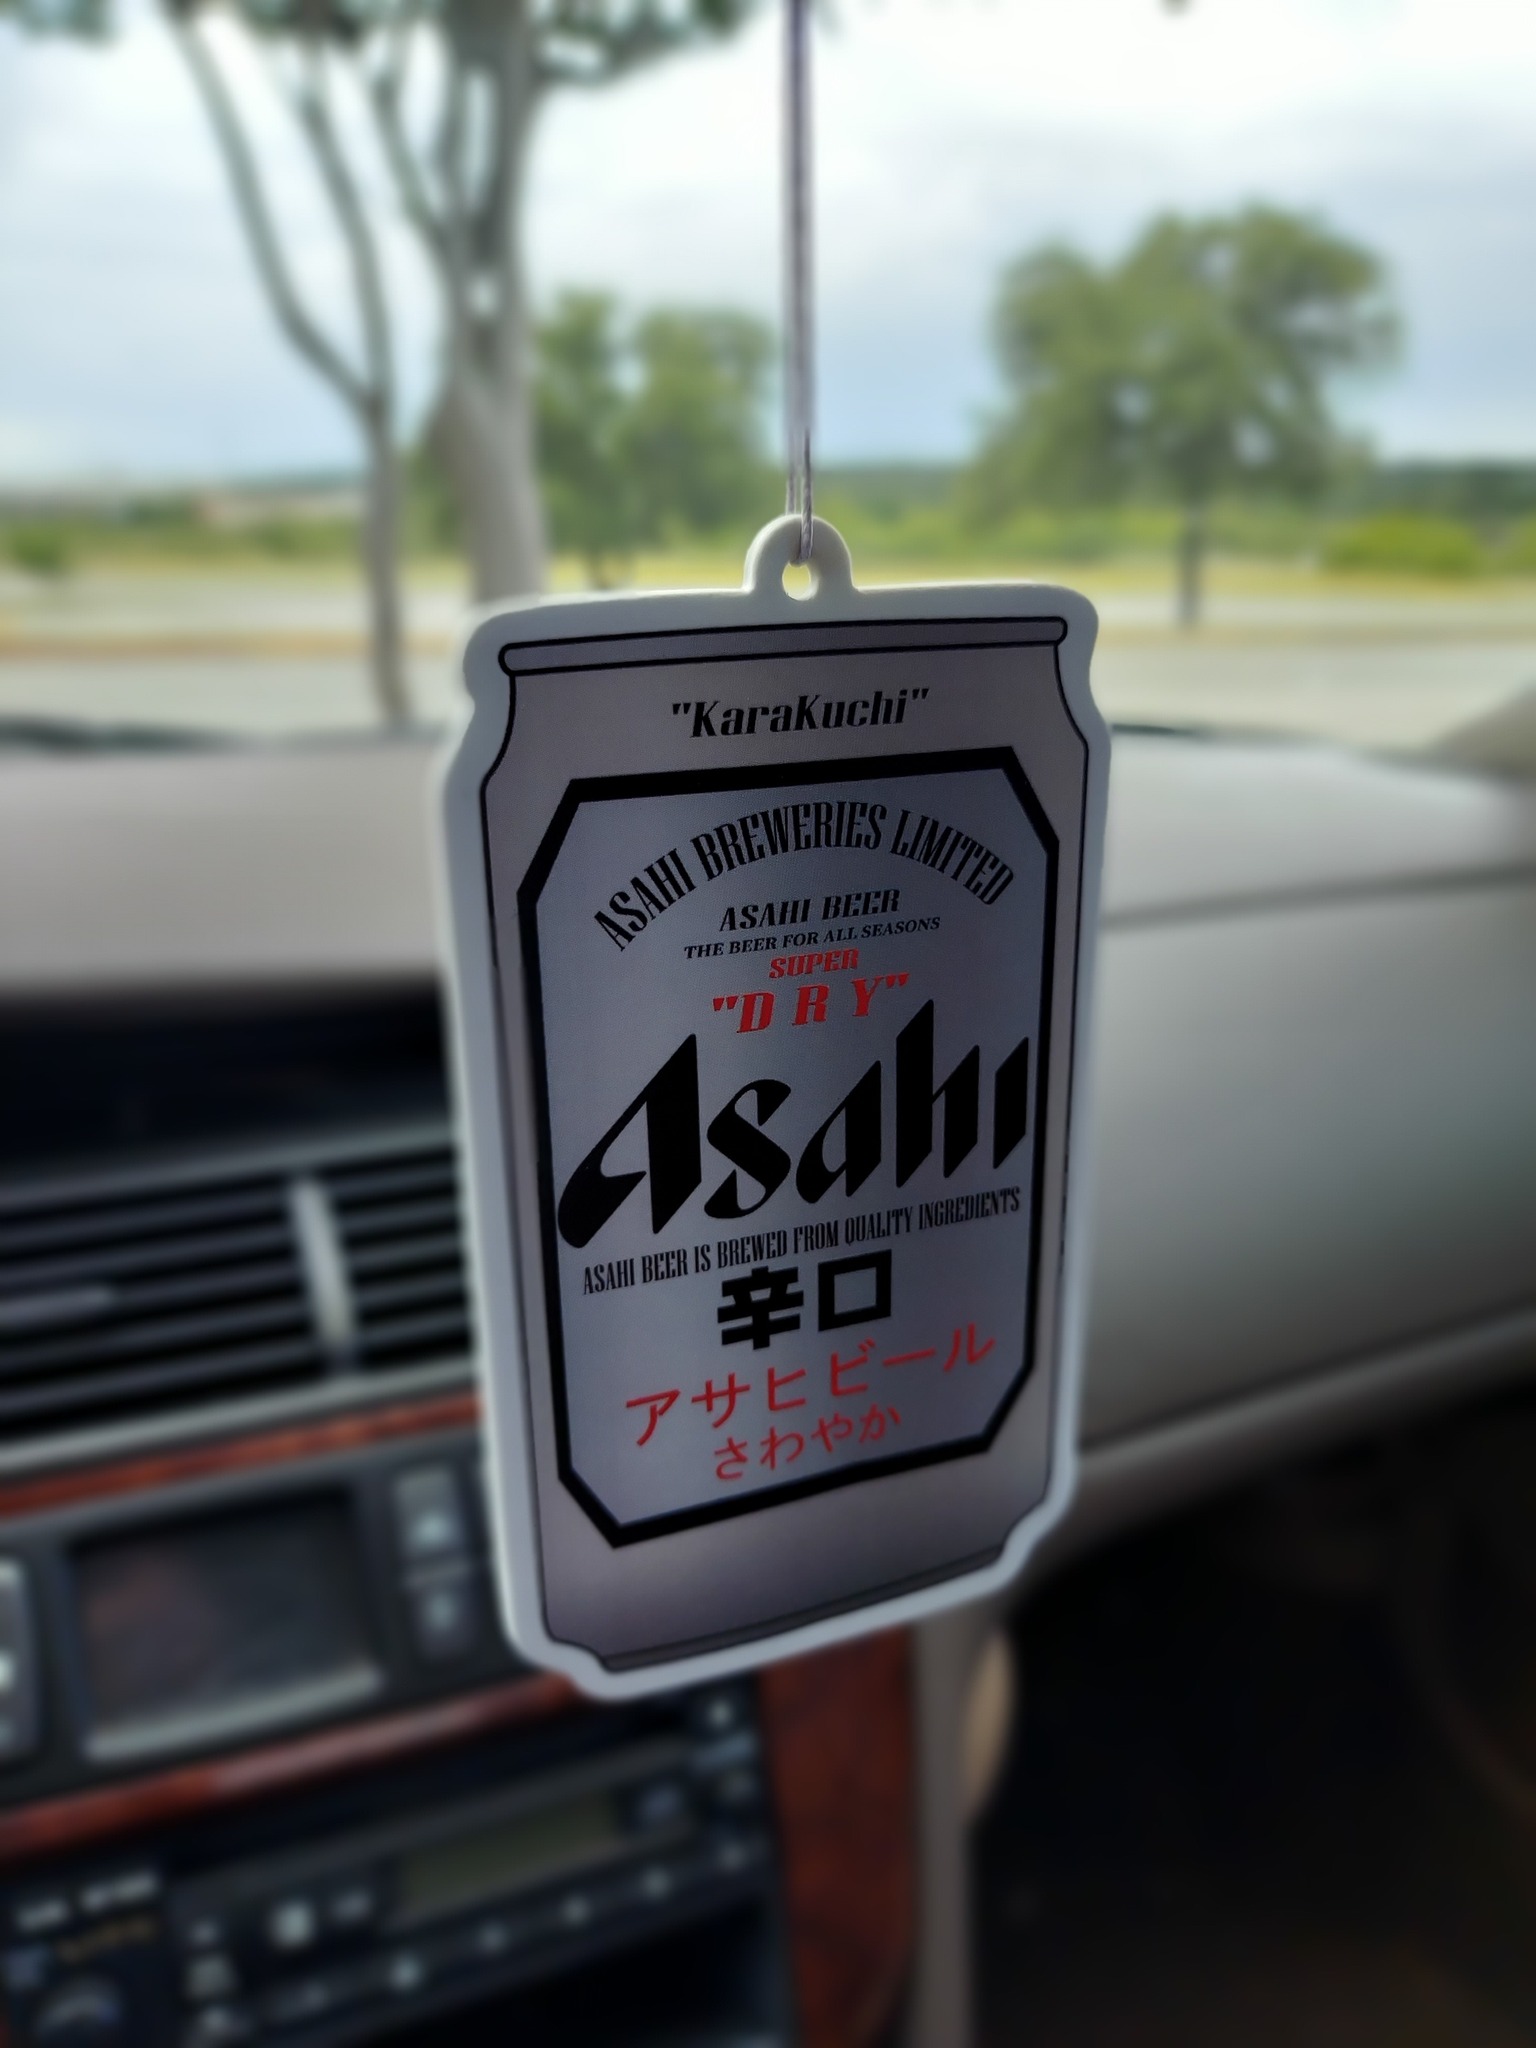 "KaraKuchi"
ASAHI BREWERIES LIMITED
ASAHI BEER
THE BEER FOR ALL SEASONS
SUPER
"DRY"
Asahi
ASAHI BEER IS BREWED FROM QUALITY INGREDIENTS
辛口
アサヒビール
さわやか